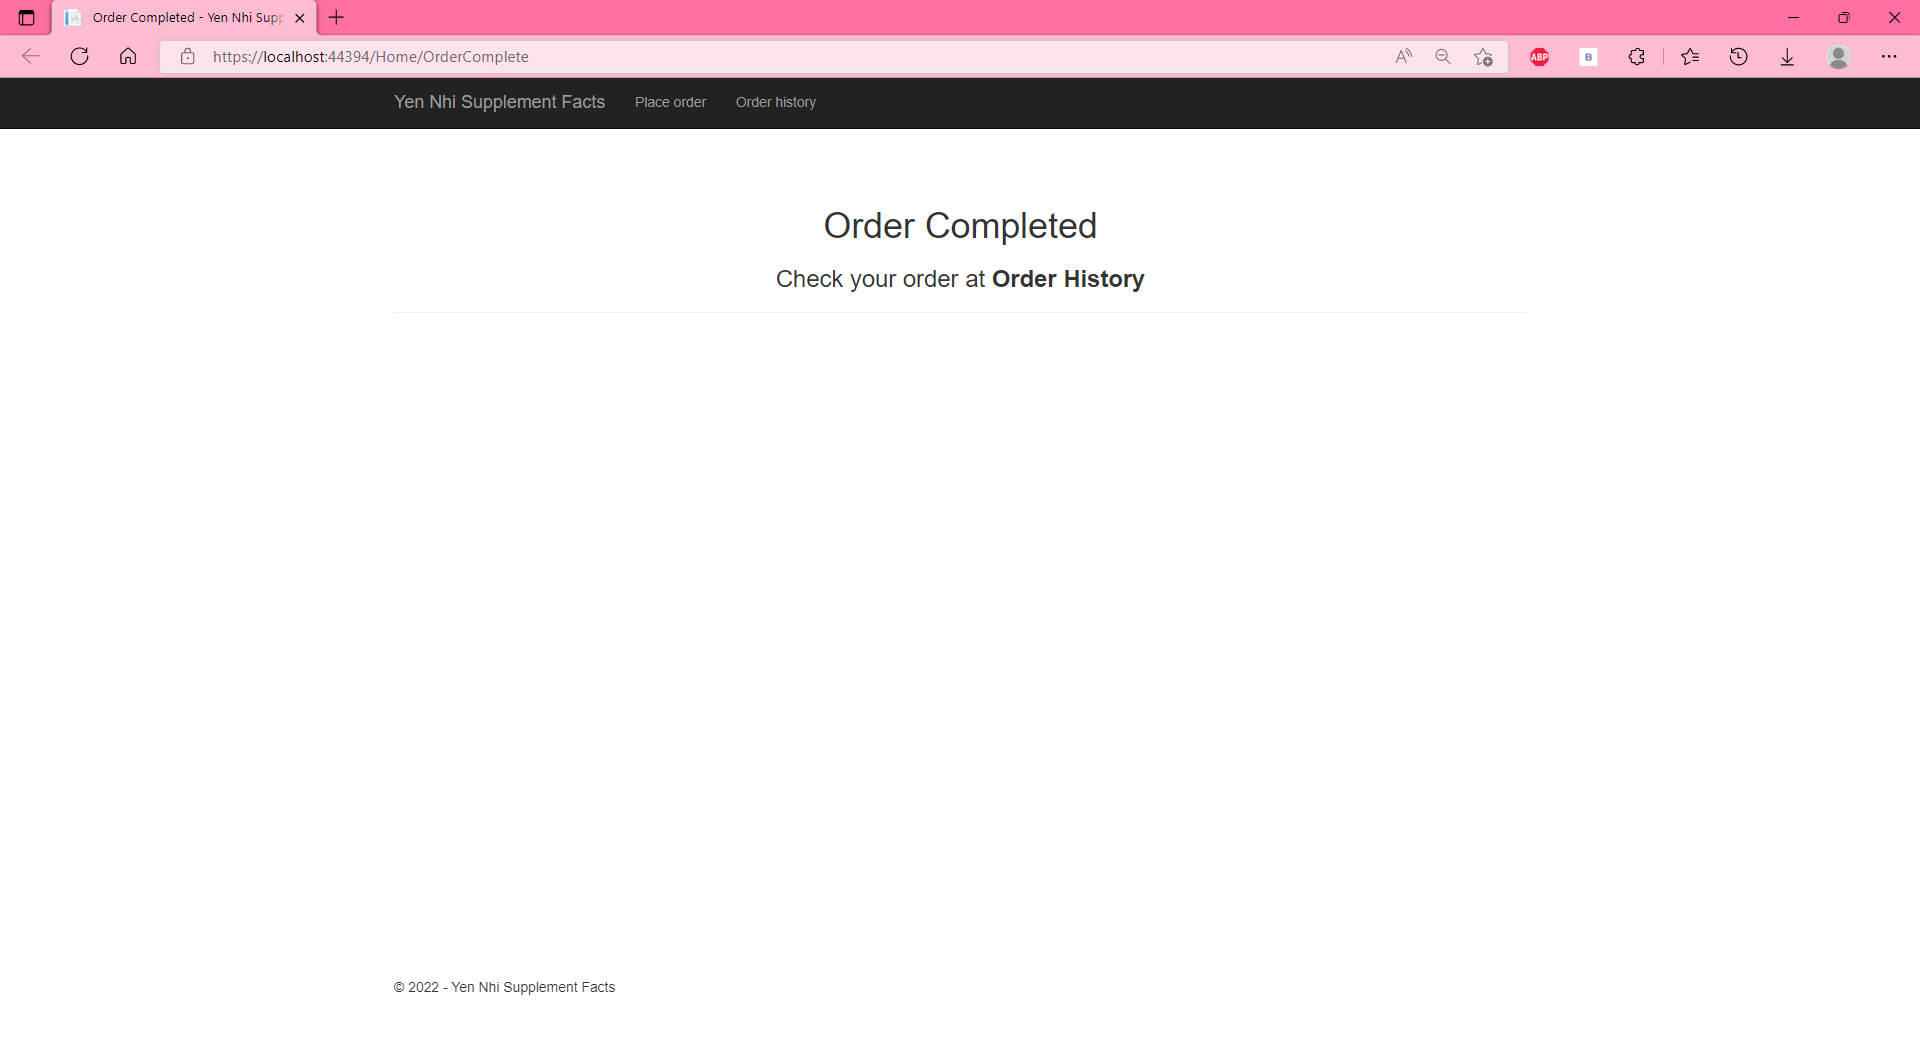 Order Completed - Yen Nhi Supp
https://localhost:44394/Home/OrderComplete
ABP
B
Yen Nhi Supplement Facts Place order Order history
Order Completed
Check your order at Order History
© 2022 - Yen Nhi Supplement Facts